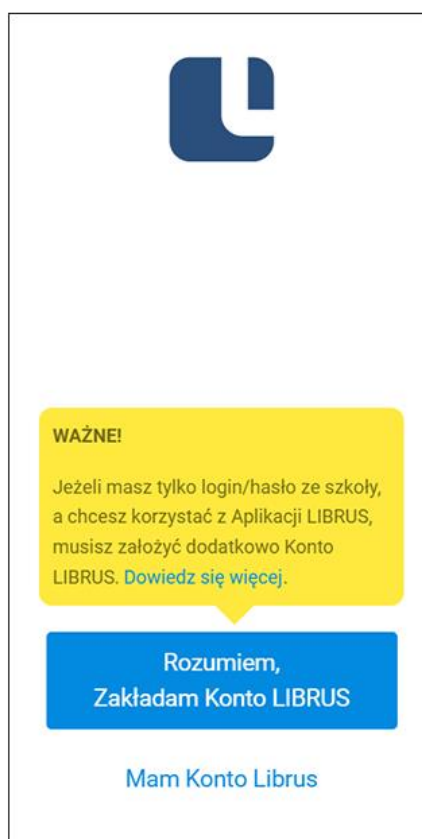 WAŻNE!
Jeżeli masz tylko login/hasło ze szkoły,
a chcesz korzystać z Aplikacji LIBRUS,
musisz założyć dodatkowo Konto
LIBRUS. Dowiedz się więcej.
Rozumiem,
Zakładam Konto LIBRUS
Mam Konto Librus